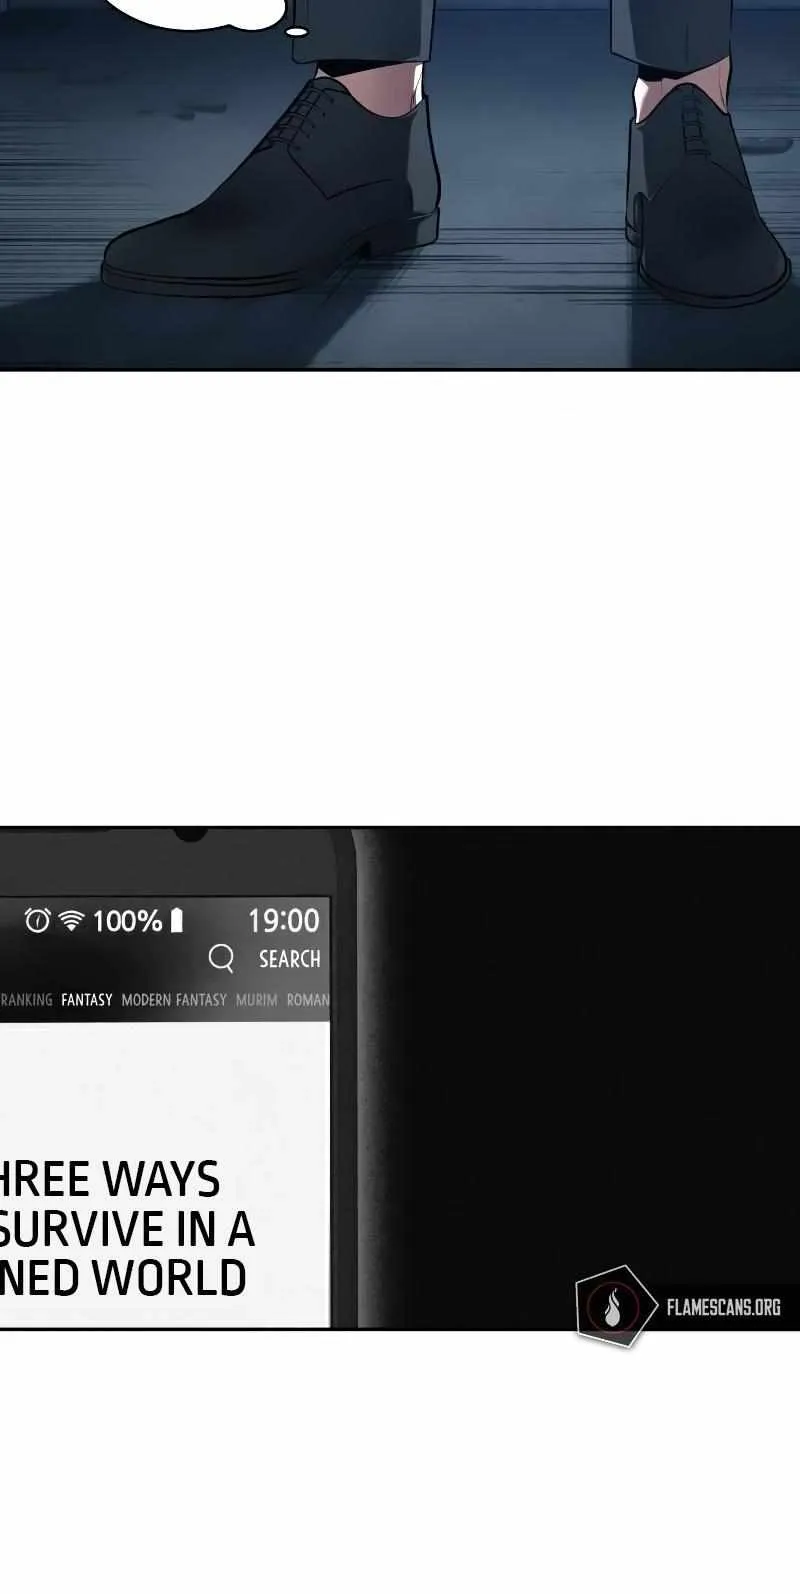 100% 19:00
SEARCH
RANKING FANTASY MODERN FANTASY MURIM ROMAN
HREE WAYS
SURVIVE IN A
NED WORLD
FLAMESCANS.ORG